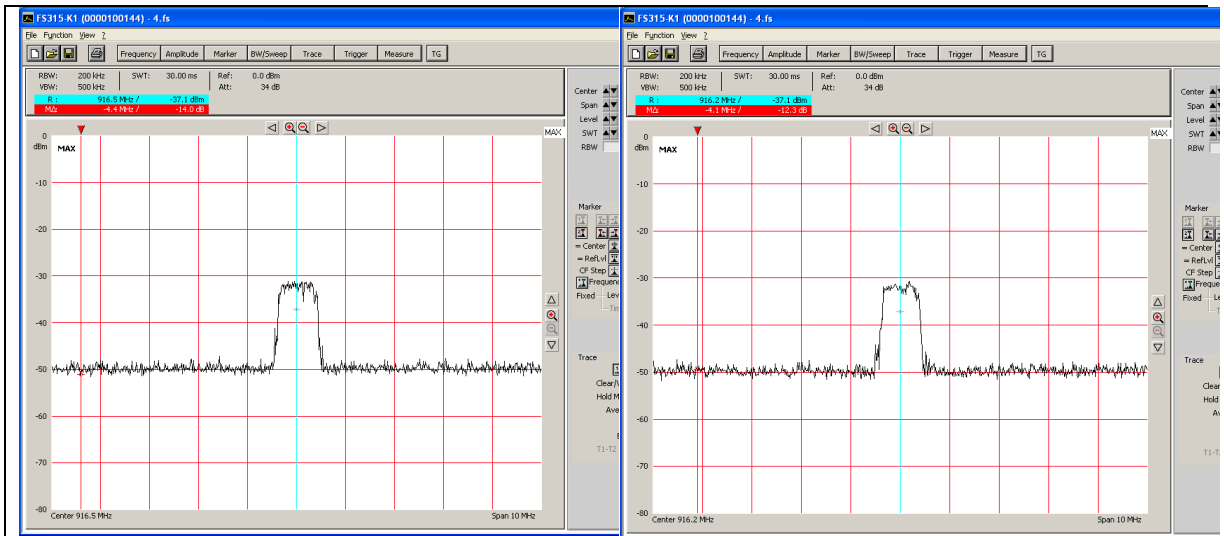 FS315-K1 (0000100144) - 4.fs
File Function View ?
Frequency Amplitude Marker BW/Sweep Trace Trigger Measure TG
RBW: 200 kHz SWT: 30.00 ms Ref: 0.0 dBm
VBW: 500 kHz Att: 34 dB
R : 916.5 MHz / -37.1 dBm
MΔ: -4.4 MHz / -14.0 dB
Center
Span
Level
SWT
RBW
MAX
0
dBm MAX
-10
-20
-30
-40
-50
-60
-70
-80
Center 916.5 MHz Span 10 MHz
Marker
= Center
= RefLvl
CF Step
Frequen
Fixed Lev
Trace
Clear/
Hold M
Ave
T1-T2
FS315-K1 (0000100144) - 4.fs
File Function View ?
Frequency Amplitude Marker BW/Sweep Trace Trigger Measure TG
RBW: 200 kHz SWT: 30.00 ms Ref: 0.0 dBm
VBW: 500 kHz Att: 34 dB
R : 916.2 MHz / -37.1 dBm
MΔ: -4.1 MHz / -12.3 dB
Center
Span
Level
SWT
RBW
MAX
0
dBm MAX
-10
-20
-30
-40
-50
-60
-70
-80
Center 916.2 MHz Span 10 MHz
Marker
= Center
= RefLvl
CF Step
Freque
Fixed Le
Trace
Clear
Hold
Av
T1-T2